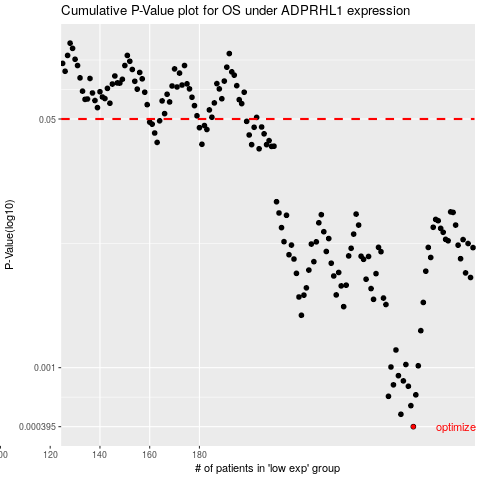 Cumulative P-Value plot for OS under ADPRHL1 expression
P-Value(log10)
0.05
0.001
0.000395
optimize
00 120 140 160 180
# of patients in 'low exp' group